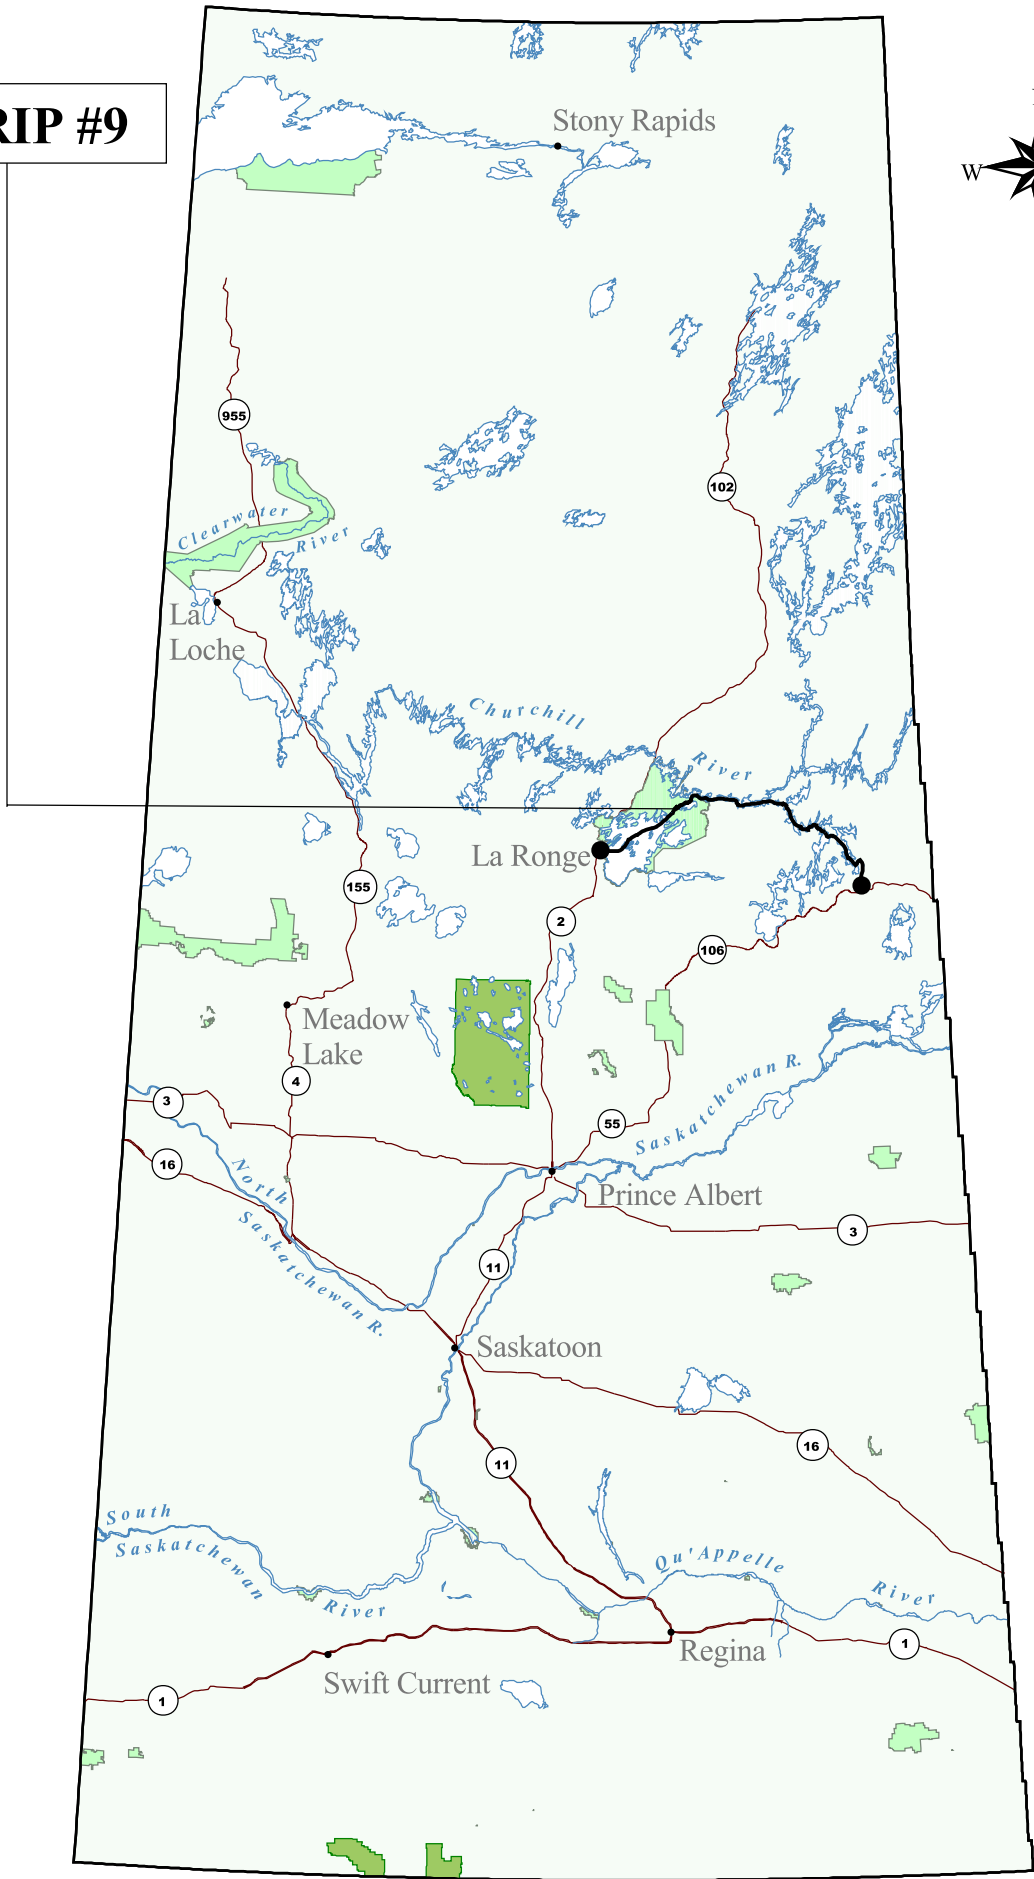 RIP #9
Stony Rapids
W
955
102
Clearwater
River
La
Loche
Churchill
River
La Ronge
155
2
106
Meadow
Lake
4
3
55
Saskatchewan R.
16
North
Saskatchewan R.
Prince Albert
3
11
Saskatoon
16
11
South
Saskatchewan
River
Qu'Appelle
River
Regina
1
Swift Current
1